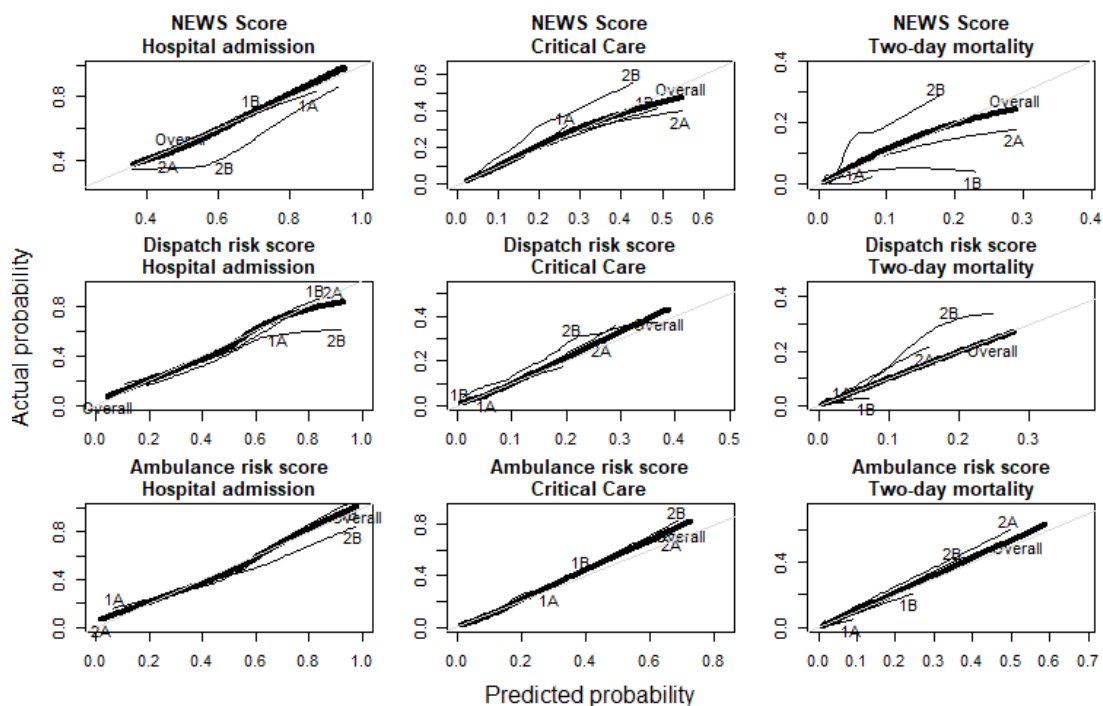 NEWS Score
Hospital admission
NEWS Score
Critical Care
NEWS Score
Two-day mortality
0.4 0.8
Overall
1B
1A
2A
2B
0.4 0.6 0.8 1.0
0.0 0.2 0.4 0.6
2B
Overall
1B
1A
2A
0.0 0.1 0.2 0.3 0.4 0.5 0.6
0.0 0.2 0.4
2B
Overall
2A
1A
1B
0.0 0.1 0.2 0.3 0.4
Dispatch risk score
Hospital admission
Dispatch risk score
Critical Care
Dispatch risk score
Two-day mortality
Actual probability
0.0 0.4 0.8
1B
2A
1A
2B
Overall
0.0 0.2 0.4 0.6 0.8 1.0
0.0 0.2 0.4
2B
Overall
2A
1B
1A
0.0 0.1 0.2 0.3 0.4 0.5
0.0 0.2 0.4
2B
2A
Overall
1A
1B
0.0 0.1 0.2 0.3
Ambulance risk score
Hospital admission
Ambulance risk score
Critical Care
Ambulance risk score
Two-day mortality
0.0 0.4 0.8
Overall
2B
1A
2A
0.0 0.2 0.4 0.6 0.8 1.0
0.0 0.4 0.8
2B
Overall
2A
1B
1A
0.0 0.2 0.4 0.6 0.8
0.0 0.4
2A
2B
Overall
1B
1A
0.0 0.1 0.2 0.3 0.4 0.5 0.6 0.7
Predicted probability